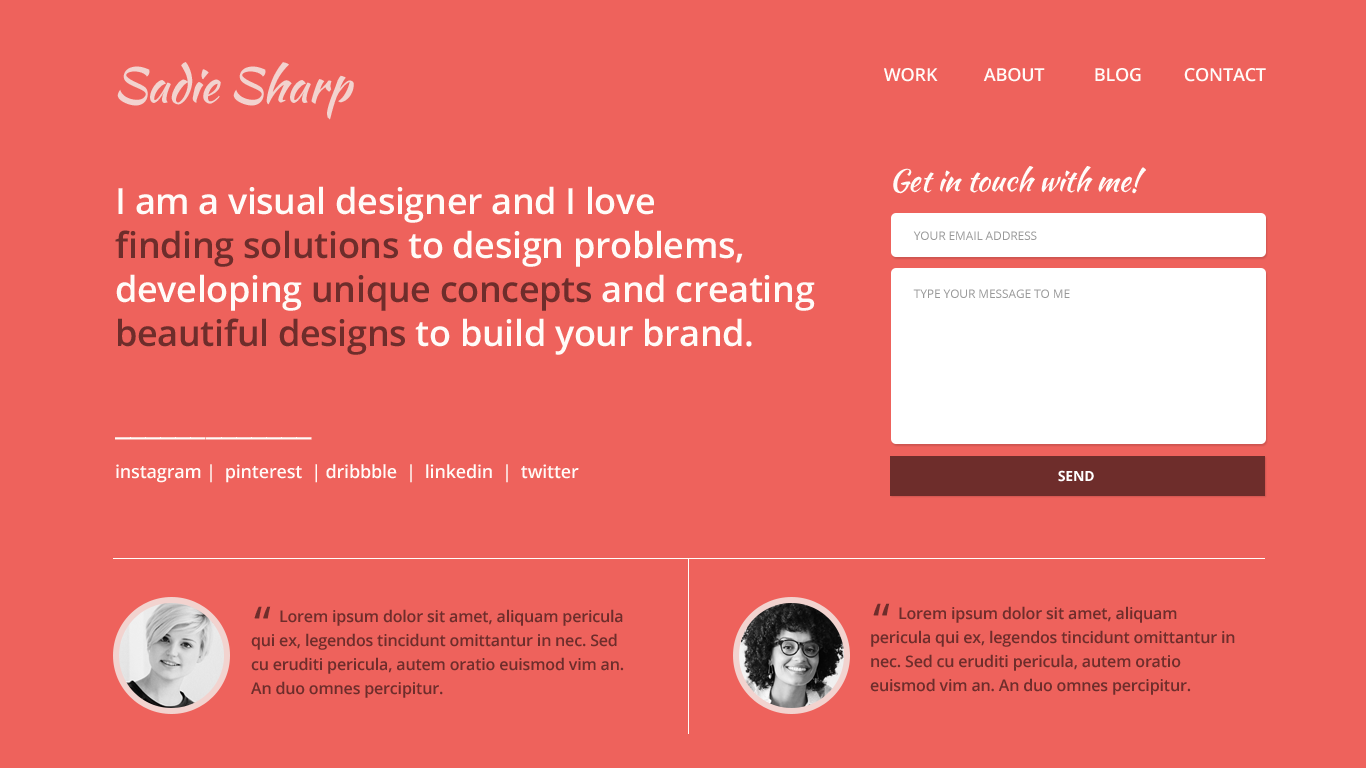 Sadie Sharp
WORK ABOUT BLOG CONTACT
I am a visual designer and I love
finding solutions to design problems,
developing unique concepts and creating
beautiful designs to build your brand.
instagram | pinterest | dribbble | linkedin | twitter
Get in touch with me!
YOUR EMAIL ADDRESS
TYPE YOUR MESSAGE TO ME
SEND
“ Lorem ipsum dolor sit amet, aliquam pericula
qui ex, legendos tincidunt omittantur in nec. Sed
cu eruditi pericula, autem oratio euismod vim an.
An duo omnes percipitur.
“ Lorem ipsum dolor sit amet, aliquam
pericula qui ex, legendos tincidunt omittantur in
nec. Sed cu eruditi pericula, autem oratio
euismod vim an. An duo omnes percipitur.